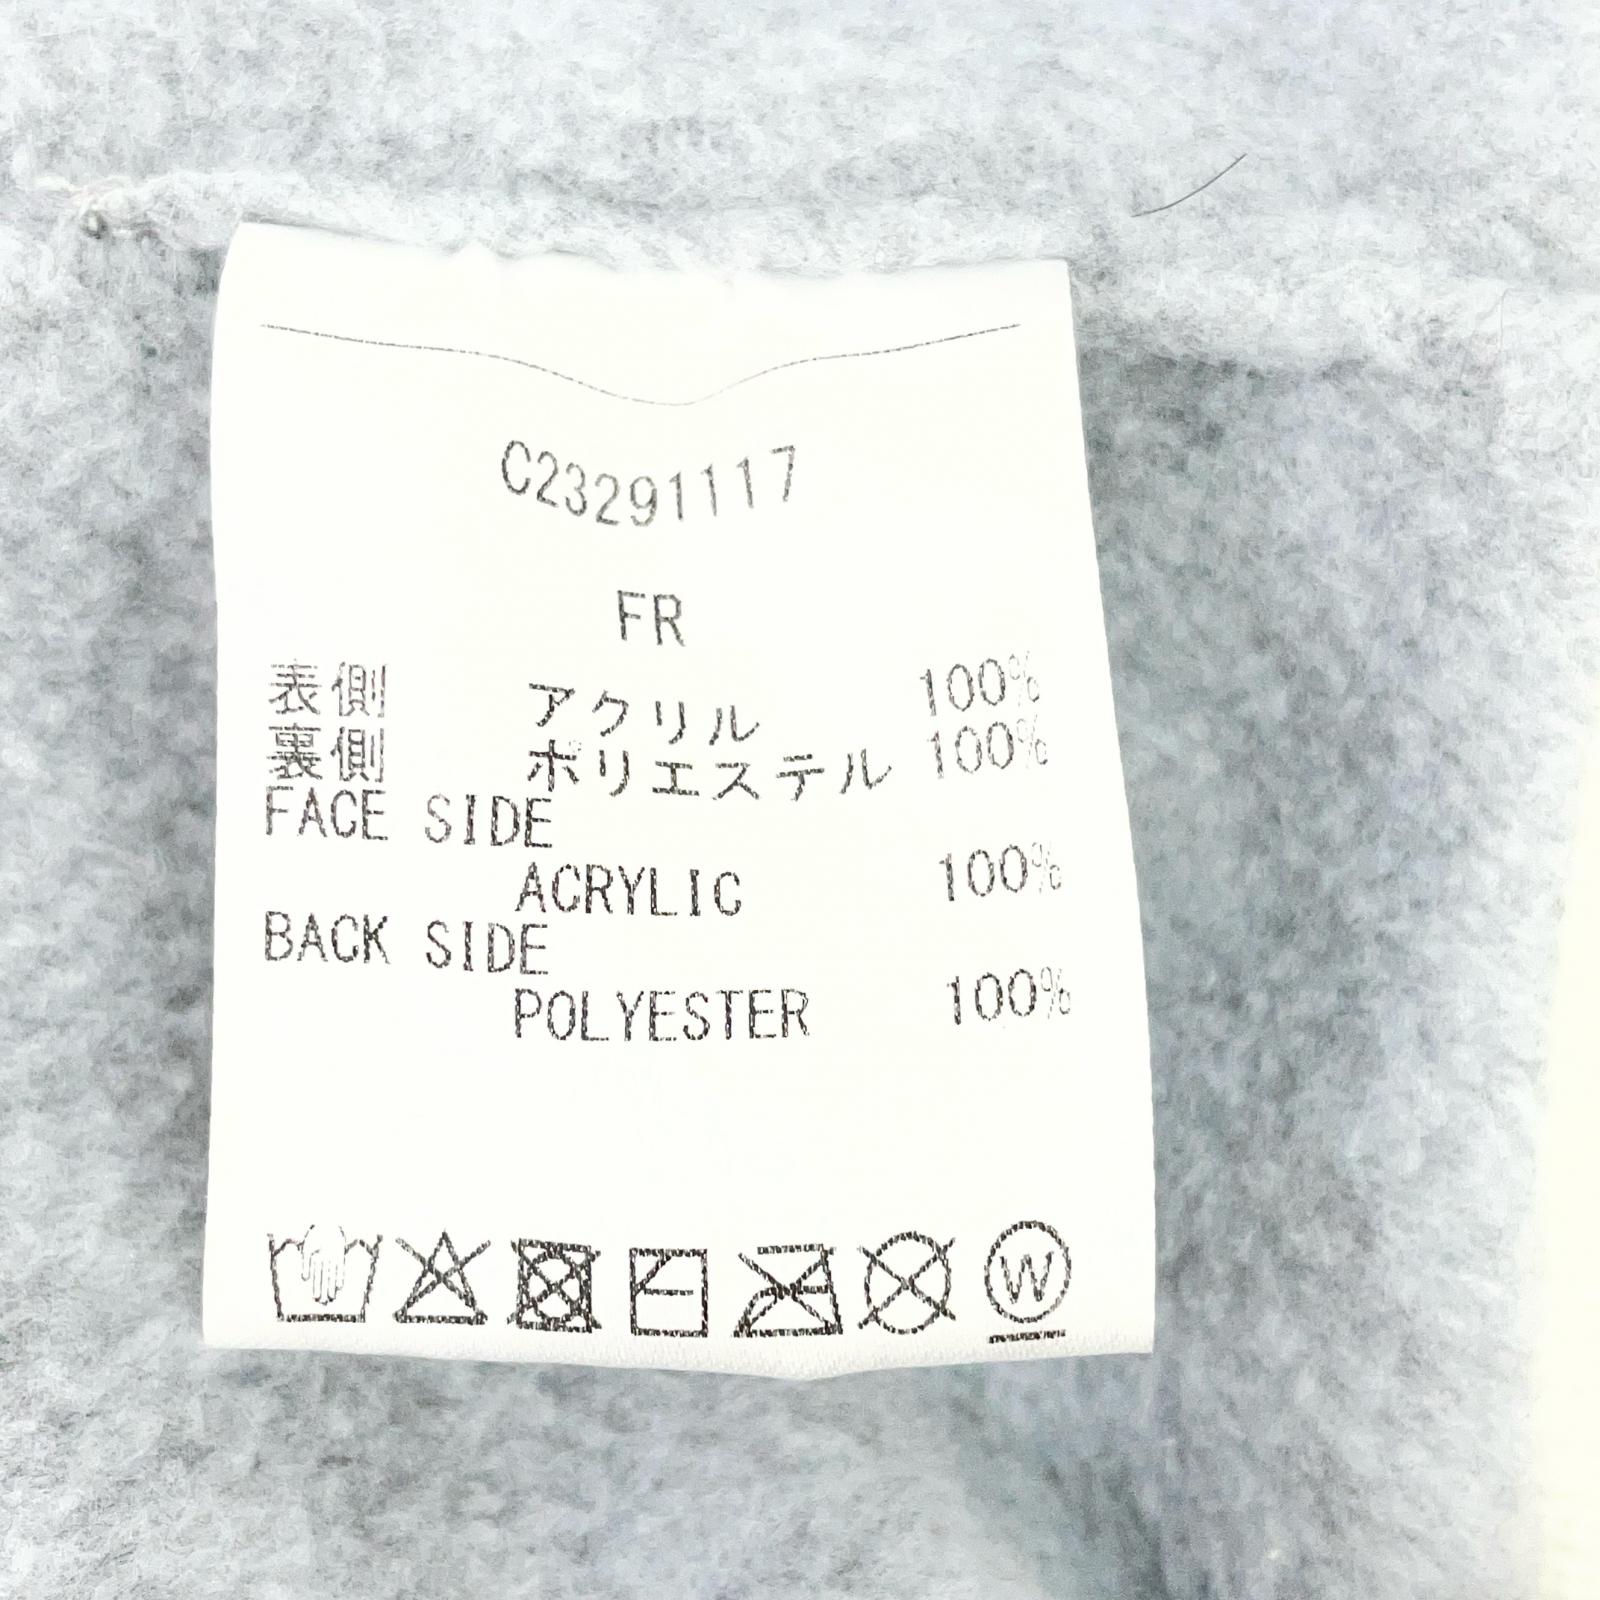 C23291117
FR
表側 アクリル 100%
裏側 ポリエステル 100%
FACE SIDE
ACRYLIC 100%
BACK SIDE
POLYESTER 100%
W